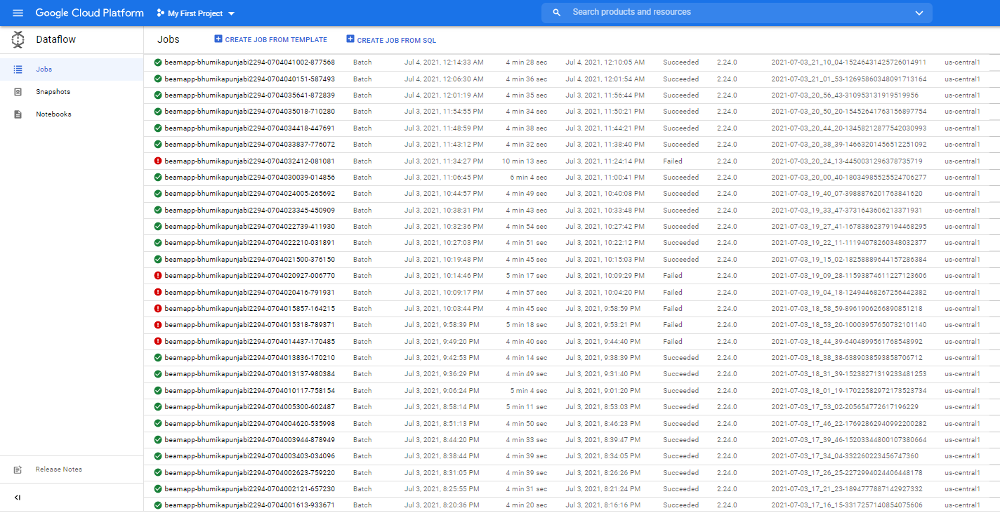 Google Cloud Platform My First Project Search products and resources
Dataflow Jobs CREATE JOB FROM TEMPLATE CREATE JOB FROM SQL
Jobs
Snapshots
Notebooks
beamapp-bhumikapunjabi2294-0704041002-877568 Batch Jul 4, 2021, 12:14:33 AM 4 min 28 sec Jul 4, 2021, 12:10:05 AM Succeeded 2.24.0 2021-07-03_21_10_04-15246431425726014911 us-central1
beamapp-bhumikapunjabi2294-0704040151-587493 Batch Jul 4, 2021, 12:06:30 AM 4 min 36 sec Jul 4, 2021, 12:01:54 AM Succeeded 2.24.0 2021-07-03_21_01_53-12695860348091713164 us-central1
beamapp-bhumikapunjabi2294-0704035641-872839 Batch Jul 4, 2021, 12:01:19 AM 4 min 35 sec Jul 3, 2021, 11:56:44 PM Succeeded 2.24.0 2021-07-03_20_56_43-310953131919519956 us-central1
beamapp-bhumikapunjabi2294-0704035018-710280 Batch Jul 3, 2021, 11:54:55 PM 4 min 34 sec Jul 3, 2021, 11:50:21 PM Succeeded 2.24.0 2021-07-03_20_50_20-15452641763156897754 us-central1
beamapp-bhumikapunjabi2294-0704034418-447691 Batch Jul 3, 2021, 11:48:59 PM 4 min 38 sec Jul 3, 2021, 11:44:21 PM Succeeded 2.24.0 2021-07-03_20_44_20-13458212877542030993 us-central1
beamapp-bhumikapunjabi2294-0704033837-776072 Batch Jul 3, 2021, 11:43:12 PM 4 min 32 sec Jul 3, 2021, 11:38:40 PM Succeeded 2.24.0 2021-07-03_20_38_39-14663201456512251092 us-central1
beamapp-bhumikapunjabi2294-0704032412-081081 Batch Jul 3, 2021, 11:34:27 PM 10 min 13 sec Jul 3, 2021, 11:24:14 PM Failed 2.24.0 2021-07-03_20_24_13-4450031296378735719 us-central1
beamapp-bhumikapunjabi2294-0704030039-014856 Batch Jul 3, 2021, 11:06:45 PM 6 min 4 sec Jul 3, 2021, 11:00:41 PM Succeeded 2.24.0 2021-07-03_20_00_40-18034985525524706277 us-central1
beamapp-bhumikapunjabi2294-0704024005-265692 Batch Jul 3, 2021, 10:44:57 PM 4 min 49 sec Jul 3, 2021, 10:40:08 PM Succeeded 2.24.0 2021-07-03_19_40_07-3988876201763841620 us-central1
beamapp-bhumikapunjabi2294-0704023345-450909 Batch Jul 3, 2021, 10:38:31 PM 4 min 43 sec Jul 3, 2021, 10:33:48 PM Succeeded 2.24.0 2021-07-03_19_33_47-3731643606213371931 us-central1
beamapp-bhumikapunjabi2294-0704022739-411930 Batch Jul 3, 2021, 10:32:36 PM 4 min 54 sec Jul 3, 2021, 10:27:42 PM Succeeded 2.24.0 2021-07-03_19_27_41-16783862379194468295 us-central1
beamapp-bhumikapunjabi2294-0704022210-031891 Batch Jul 3, 2021, 10:27:03 PM 4 min 51 sec Jul 3, 2021, 10:22:12 PM Succeeded 2.24.0 2021-07-03_19_22_11-11194078260348032377 us-central1
beamapp-bhumikapunjabi2294-0704021500-376150 Batch Jul 3, 2021, 10:19:48 PM 4 min 45 sec Jul 3, 2021, 10:15:03 PM Succeeded 2.24.0 2021-07-03_19_15_02-18258889644157286384 us-central1
beamapp-bhumikapunjabi2294-0704020927-006770 Batch Jul 3, 2021, 10:14:46 PM 5 min 17 sec Jul 3, 2021, 10:09:29 PM Failed 2.24.0 2021-07-03_19_09_28-11593874611227123606 us-central1
beamapp-bhumikapunjabi2294-0704020416-791931 Batch Jul 3, 2021, 10:09:17 PM 4 min 57 sec Jul 3, 2021, 10:04:20 PM Failed 2.24.0 2021-07-03_19_04_18-12494468267256442382 us-central1
beamapp-bhumikapunjabi2294-0704015857-164215 Batch Jul 3, 2021, 10:03:44 PM 4 min 45 sec Jul 3, 2021, 9:58:59 PM Failed 2.24.0 2021-07-03_18_58_59-8961906266890851218 us-central1
beamapp-bhumikapunjabi2294-0704015318-789371 Batch Jul 3, 2021, 9:58:39 PM 5 min 18 sec Jul 3, 2021, 9:53:21 PM Failed 2.24.0 2021-07-03_18_53_20-10003957650732101140 us-central1
beamapp-bhumikapunjabi2294-0704014437-170485 Batch Jul 3, 2021, 9:49:20 PM 4 min 40 sec Jul 3, 2021, 9:44:40 PM Failed 2.24.0 2021-07-03_18_44_39-6404899561768548992 us-central1
beamapp-bhumikapunjabi2294-0704013836-170210 Batch Jul 3, 2021, 9:42:53 PM 4 min 14 sec Jul 3, 2021, 9:38:39 PM Succeeded 2.24.0 2021-07-03_18_38_38-6389038593858706712 us-central1
beamapp-bhumikapunjabi2294-0704013137-980384 Batch Jul 3, 2021, 9:36:29 PM 4 min 49 sec Jul 3, 2021, 9:31:40 PM Succeeded 2.24.0 2021-07-03_18_31_39-15238271319233481253 us-central1
beamapp-bhumikapunjabi2294-0704010117-758154 Batch Jul 3, 2021, 9:06:24 PM 5 min 4 sec Jul 3, 2021, 9:01:20 PM Succeeded 2.24.0 2021-07-03_18_01_19-17022582972173523734 us-central1
beamapp-bhumikapunjabi2294-0704005300-602487 Batch Jul 3, 2021, 8:58:14 PM 5 min 11 sec Jul 3, 2021, 8:53:03 PM Succeeded 2.24.0 2021-07-03_17_53_02-205654772617196229 us-central1
beamapp-bhumikapunjabi2294-0704004620-535998 Batch Jul 3, 2021, 8:51:13 PM 4 min 50 sec Jul 3, 2021, 8:46:23 PM Succeeded 2.24.0 2021-07-03_17_46_22-17692862940992200282 us-central1
beamapp-bhumikapunjabi2294-0704003944-878949 Batch Jul 3, 2021, 8:44:20 PM 4 min 33 sec Jul 3, 2021, 8:39:47 PM Succeeded 2.24.0 2021-07-03_17_39_46-15203344800107380664 us-central1
beamapp-bhumikapunjabi2294-0704003403-034096 Batch Jul 3, 2021, 8:38:44 PM 4 min 39 sec Jul 3, 2021, 8:34:05 PM Succeeded 2.24.0 2021-07-03_17_34_04-332260223456747360 us-central1
beamapp-bhumikapunjabi2294-0704002623-759220 Batch Jul 3, 2021, 8:31:05 PM 4 min 39 sec Jul 3, 2021, 8:26:26 PM Succeeded 2.24.0 2021-07-03_17_26_25-2272994024406448178 us-central1
beamapp-bhumikapunjabi2294-0704002121-657230 Batch Jul 3, 2021, 8:25:55 PM 4 min 31 sec Jul 3, 2021, 8:21:24 PM Succeeded 2.24.0 2021-07-03_17_21_23-1894777887142927332 us-central1
beamapp-bhumikapunjabi2294-0704001613-933671 Batch Jul 3, 2021, 8:20:36 PM 4 min 20 sec Jul 3, 2021, 8:16:16 PM Succeeded 2.24.0 2021-07-03_17_16_15-3317257140854075606 us-central1
Release Notes